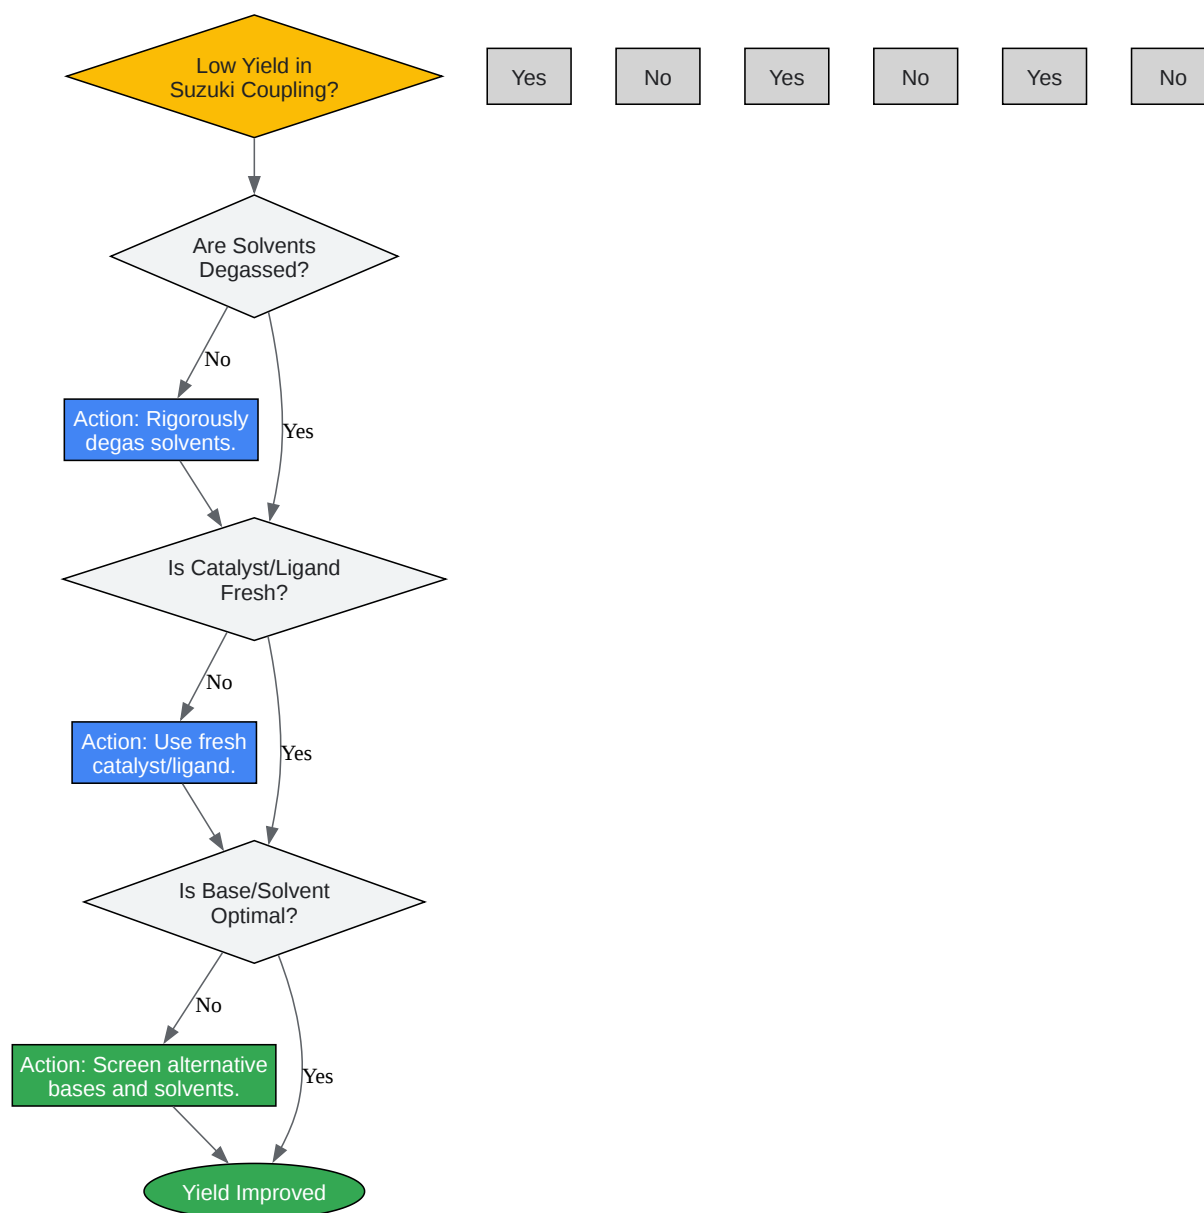 Low Yield in
Suzuki Coupling?
Yes
No
Yes
No
Yes
No
Are Solvents
Degassed?
No
Action: Rigorously
degas solvents.
Yes
Is Catalyst/Ligand
Fresh?
No
Action: Use fresh
catalyst/ligand.
Yes
Is Base/Solvent
Optimal?
No
Action: Screen alternative
bases and solvents.
Yes
Yield Improved